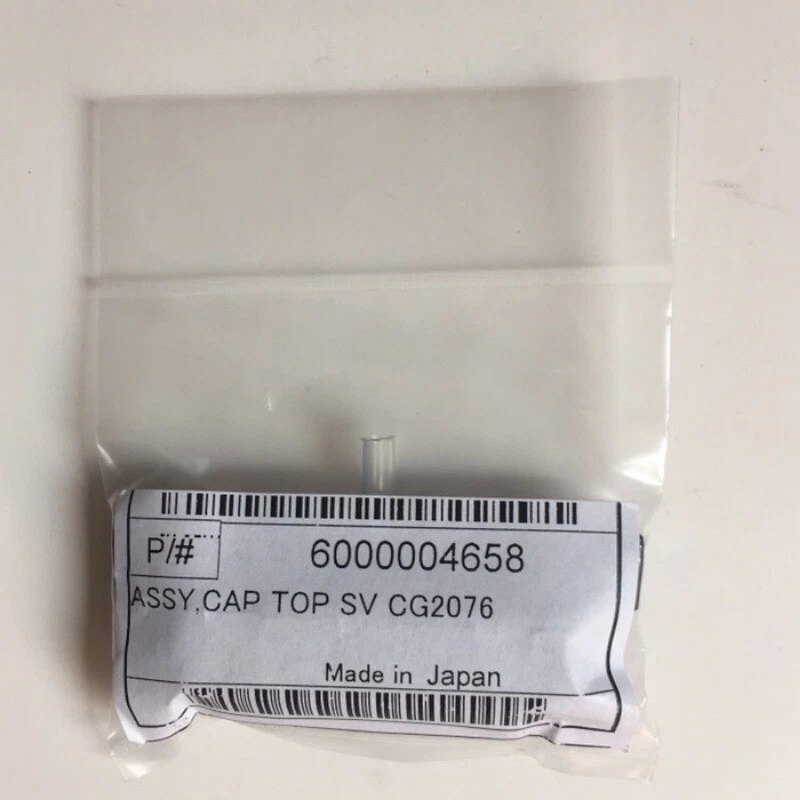 P/# 6000004658
ASSY,CAP TOP SV CG2076
Made in Japan